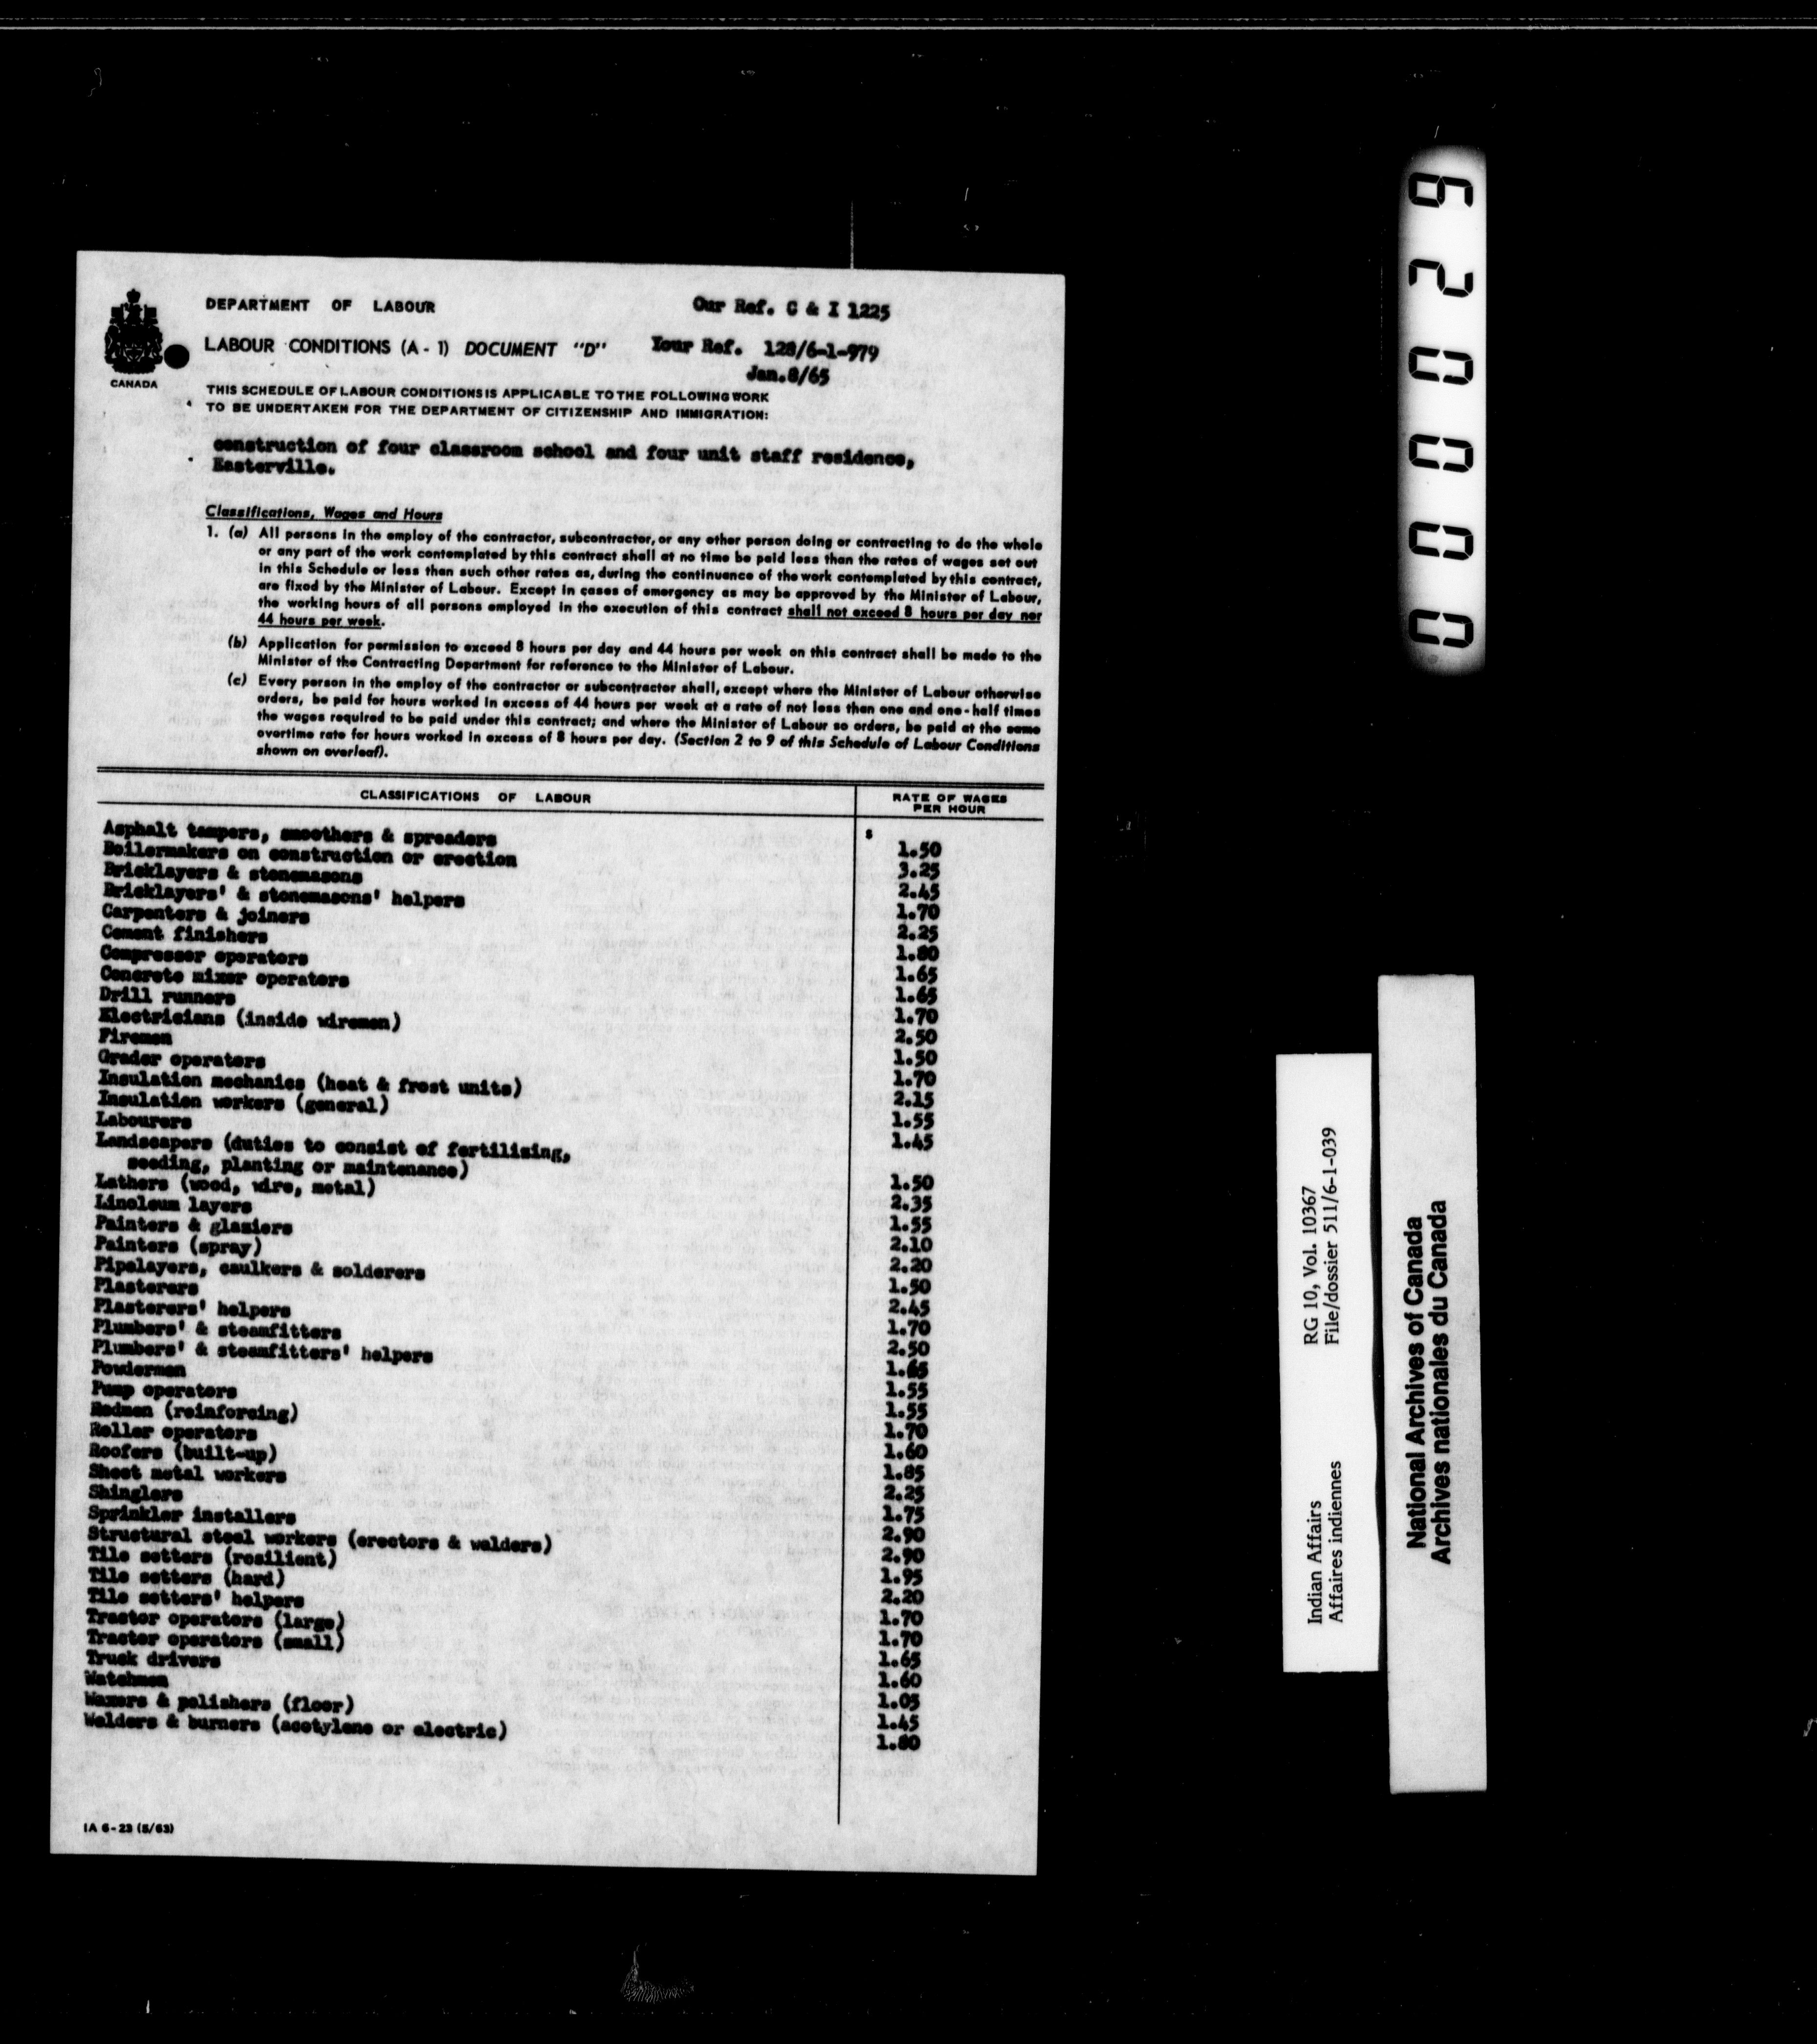 DEPARTMENT OF LABOUR
Our Ref. C & I 1225
LABOUR CONDITIONS (A - 1) DOCUMENT "D"
Your Ref. 128/6-1-979
Jan.8/65
CANADA
THIS SCHEDULE OF LABOUR CONDITIONS IS APPLICABLE TO THE FOLLOWING WORK
TO BE UNDERTAKEN FOR THE DEPARTMENT OF CITIZENSHIP AND IMMIGRATION:
construction of four classroom school and four unit staff residence,
Easterville.
Classifications, Wages and Hours
1. (a) All persons in the employ of the contractor, subcontractor, or any other person doing or contracting to do the whole
or any part of the work contemplated by this contract shall at no time be paid less than the rates of wages set out
in this Schedule or less than such other rates as, during the continuance of the work contemplated by this contract,
are fixed by the Minister of Labour. Except in cases of emergency as may be approved by the Minister of Labour,
the working hours of all persons employed in the execution of this contract shall not exceed 8 hours per day nor
44 hours per week.
(b) Application for permission to exceed 8 hours per day and 44 hours per week on this contract shall be made to the
Minister of the Contracting Department for reference to the Minister of Labour.
(c) Every person in the employ of the contractor or subcontractor shall, except where the Minister of Labour otherwise
orders, be paid for hours worked in excess of 44 hours per week at a rate of not less than one and one-half times
the wages required to be paid under this contract; and where the Minister of Labour so orders, be paid at the same
overtime rate for hours worked in excess of 8 hours per day. (Section 2 to 9 of this Schedule of Labour Conditions
shown on overleaf).
CLASSIFICATIONS OF LABOUR
RATE OF WAGES
PER HOUR
$
Asphalt tampers, smoothers & spreaders 1.50
Boilermakers on construction or erection 3.25
Bricklayers & stonemasons 2.45
Bricklayers' & stonemasons' helpers 1.70
Carpenters & joiners 2.25
Cement finishers 1.80
Compressor operators 1.65
Concrete mixer operators 1.65
Drill runners 1.70
Electricians (inside wiremen) 2.50
Firemen 1.50
Grader operators 1.70
Insulation mechanics (heat & frost units) 2.15
Insulation workers (general) 1.55
Labourers 1.45
Landscapers (duties to consist of fertilizing,
seeding, planting or maintenance) 1.50
Lathers (wood, wire, metal) 2.35
Linoleum layers 1.55
Painters & glaziers 2.10
Painters (spray) 2.20
Pipelayers, caulkers & solderers 1.50
Plasterers 2.45
Plasterers' helpers 1.70
Plumbers' & steamfitters 2.50
Plumbers' & steamfitters' helpers 1.65
Powdermen 1.55
Pump operators 1.55
Rodmen (reinforcing) 1.70
Roller operators 1.60
Roofers (built-up) 1.85
Sheet metal workers 2.25
Shinglers 1.75
Sprinkler installers 2.90
Structural steel workers (erectors & welders) 2.90
Tile setters (resilient) 1.95
Tile setters (hard) 2.20
Tile setters' helpers 1.70
Tractor operators (large) 1.70
Tractor operators (small) 1.65
Truck drivers 1.60
Watchmen 1.05
Waxers & polishers (floor) 1.45
Welders & burners (acetylene or electric) 1.80
IA 6-23 (5/63)
000029
Indian Affairs RG 10, Vol. 10367
Affaires indiennes File/dossier 511/6-1-039
National Archives of Canada
Archives nationales du Canada